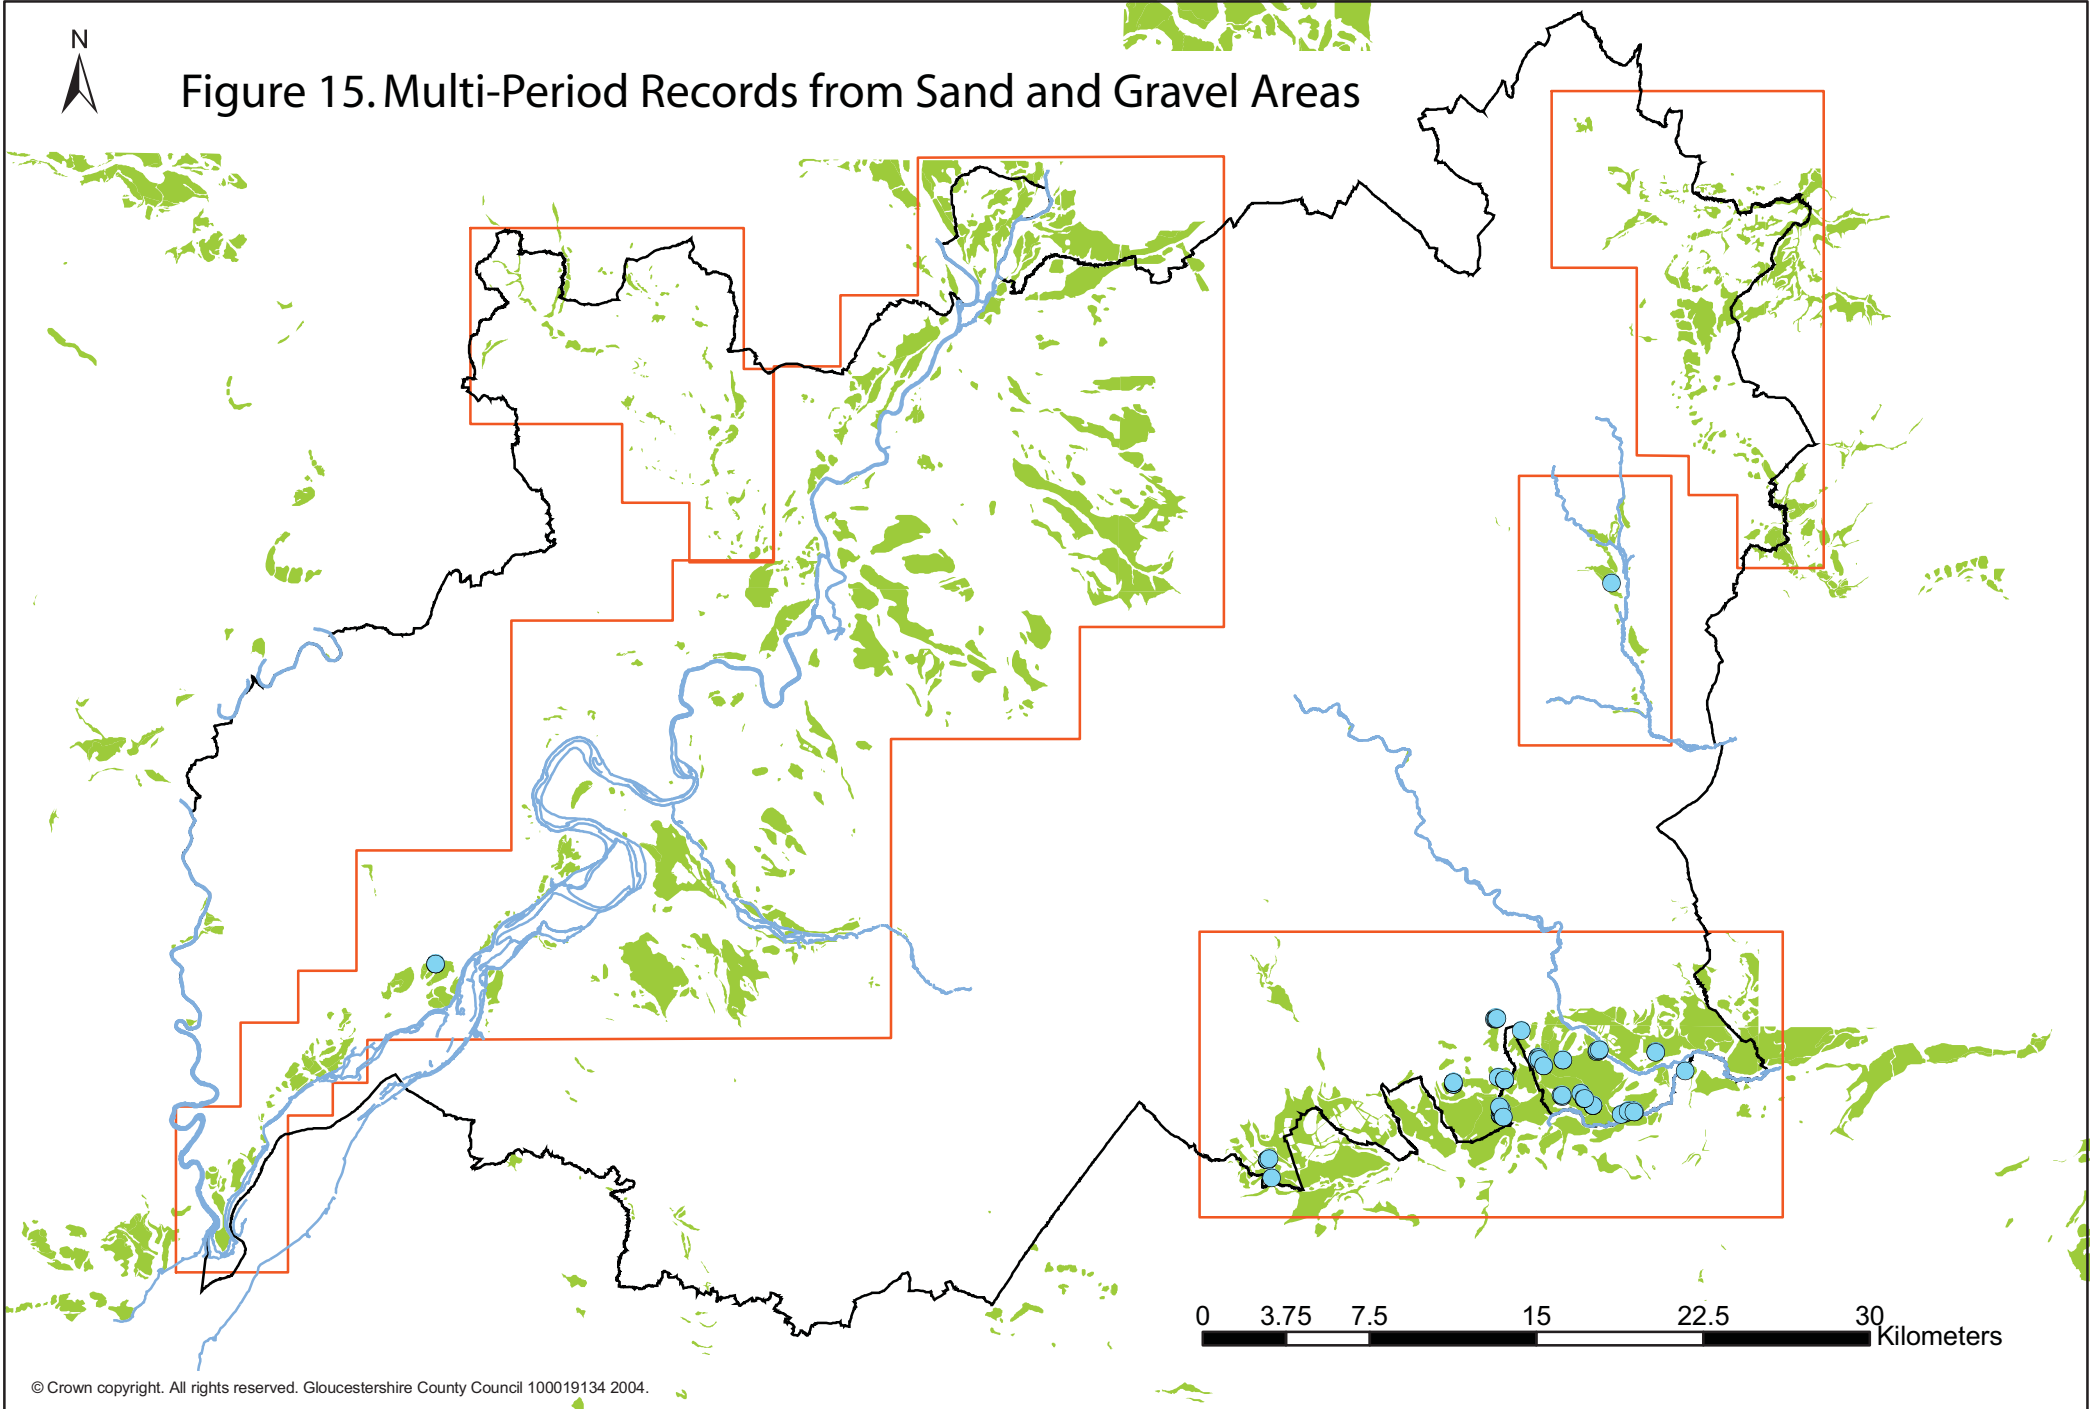 N
Figure 15. Multi-Period Records from Sand and Gravel Areas
0 3.75 7.5 15 22.5 30
Kilometers
© Crown copyright. All rights reserved. Gloucestershire County Council 100019134 2004.